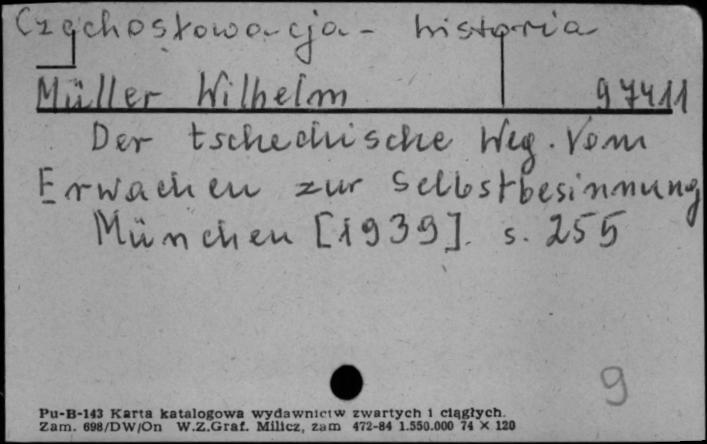 Czechosłowacja - historia
Müller Wilhelm 97411
Der tschechische Weg. Vom
Erwachen zur Selbstbesinnung
München [1939]. s. 255
9
Pu-B-143 Karta katalogowa wydawnictw zwartych i ciągłych.
Zam. 698/DW/On W.Z.Graf. Milicz, zam 472-84 1.550.000 74 × 120